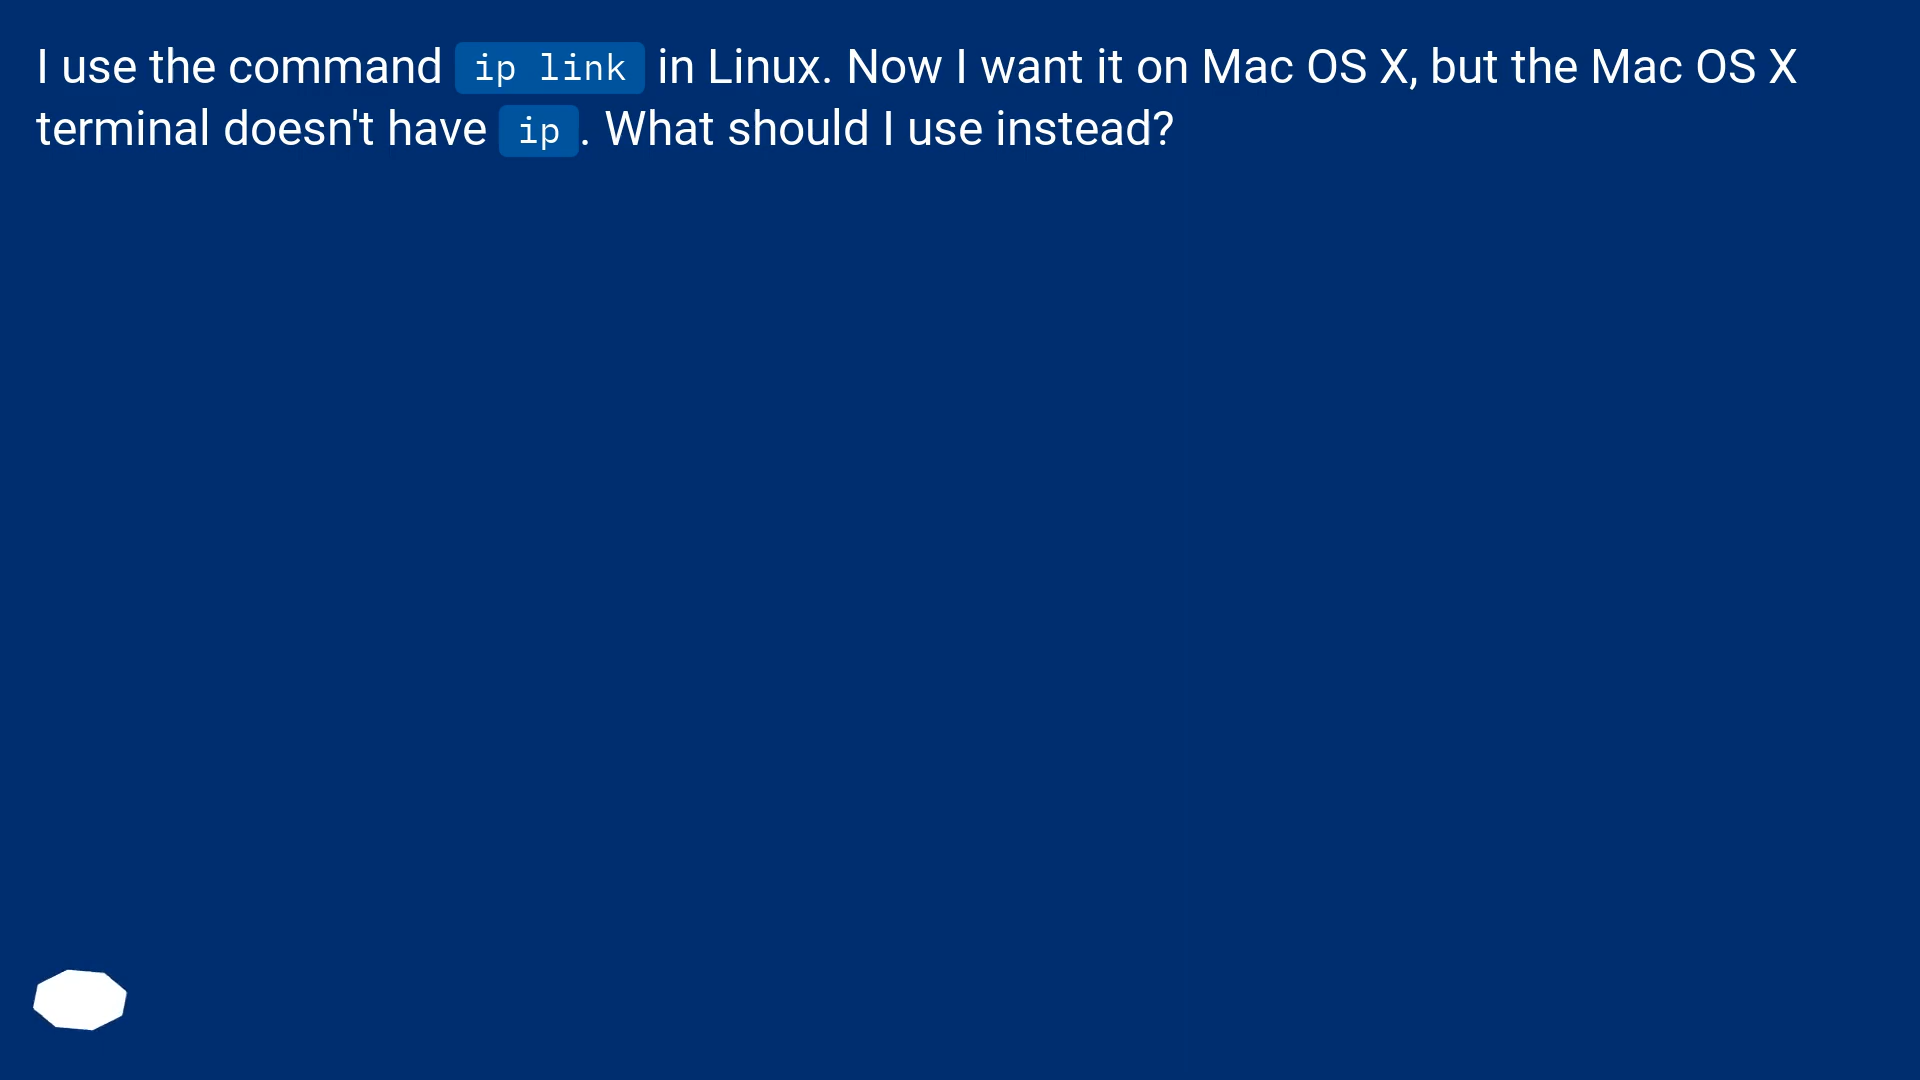 I use the command ip link in Linux. Now I want it on Mac OS X, but the Mac OS X
terminal doesn't have ip. What should I use instead?